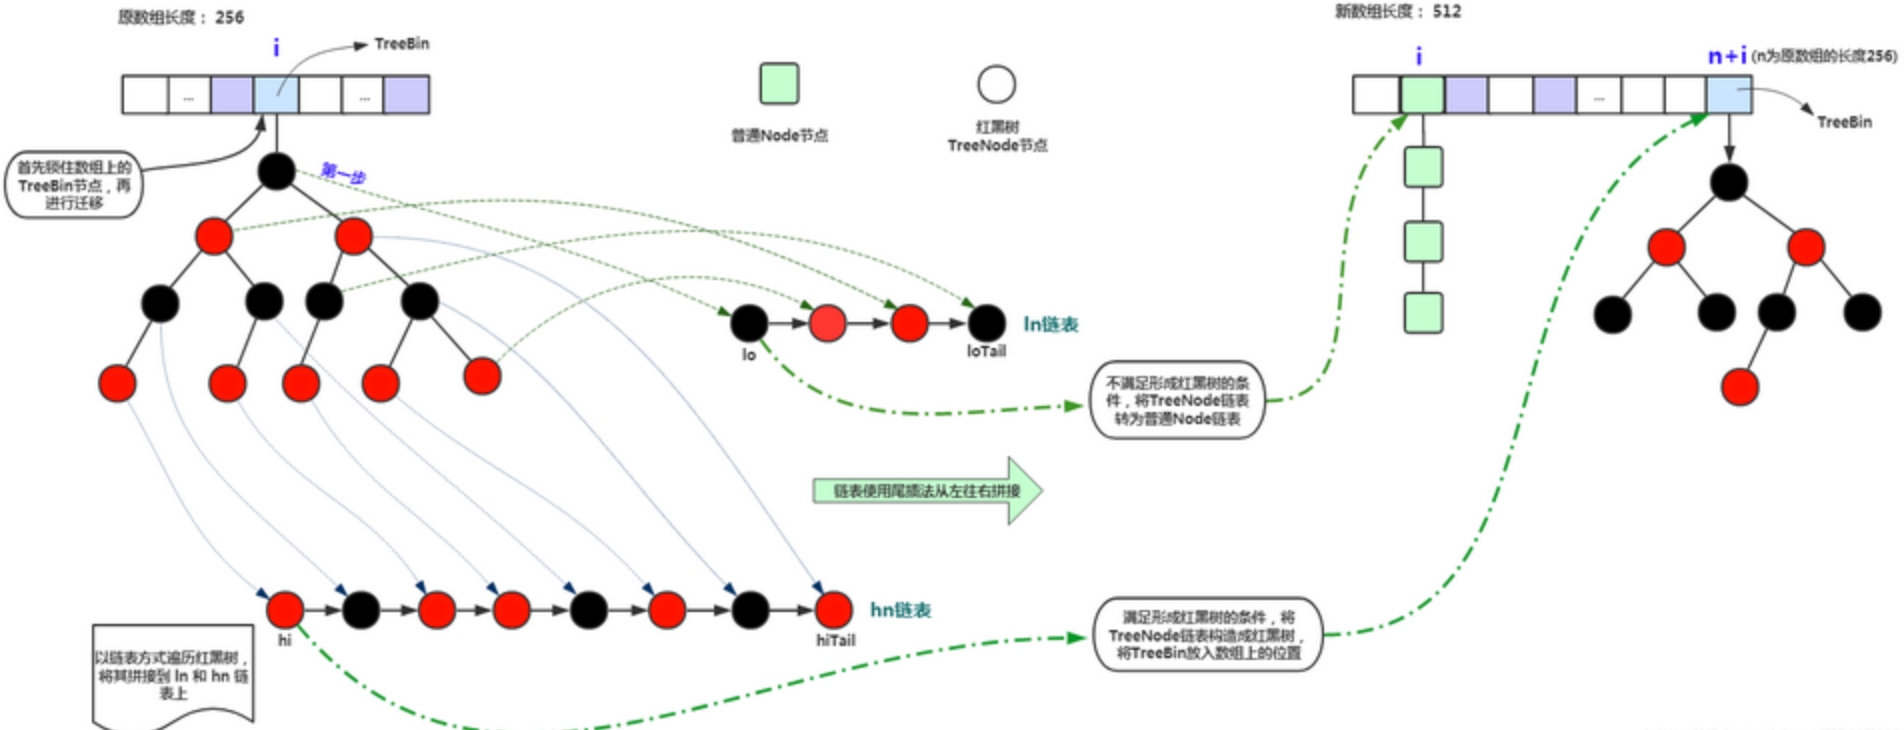 原数组长度： 256
i
TreeBin
...
...
首先锁住数组上的
TreeBin节点，再
进行迁移
第一步
普通Node节点
红黑树
TreeNode节点
新数组长度： 512
i
n+i (n为原数组的长度256)
...
TreeBin
lo
loTail
ln链表
不满足形成红黑树的条
件，将TreeNode链表
转为普通Node链表
链表使用尾插法从左往右拼接
hi
hiTail
hn链表
满足形成红黑树的条件，将
TreeNode链表构造成红黑树，
将TreeBin放入数组上的位置
以链表方式遍历红黑树，
将其拼接到 ln 和 hn 链
表上